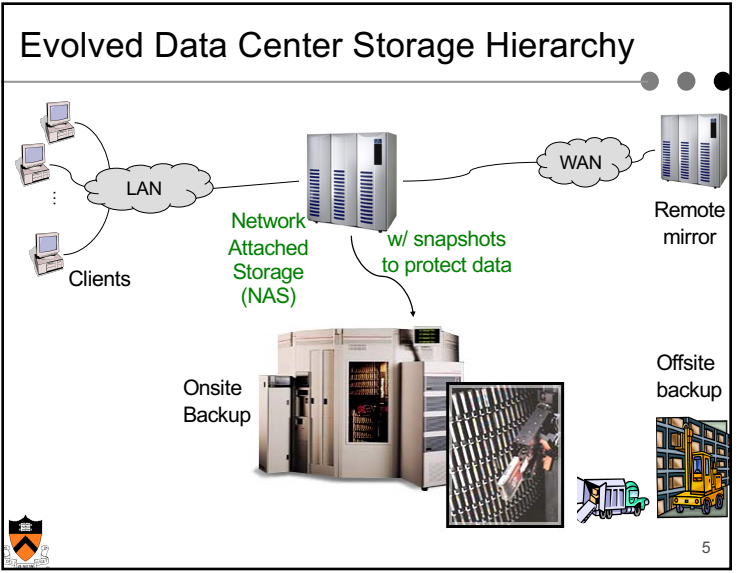 Evolved Data Center Storage Hierarchy
LAN
WAN
Clients
Network
Attached
Storage
(NAS)
w/ snapshots
to protect data
Remote
mirror
Onsite
Backup
Offsite
backup
5